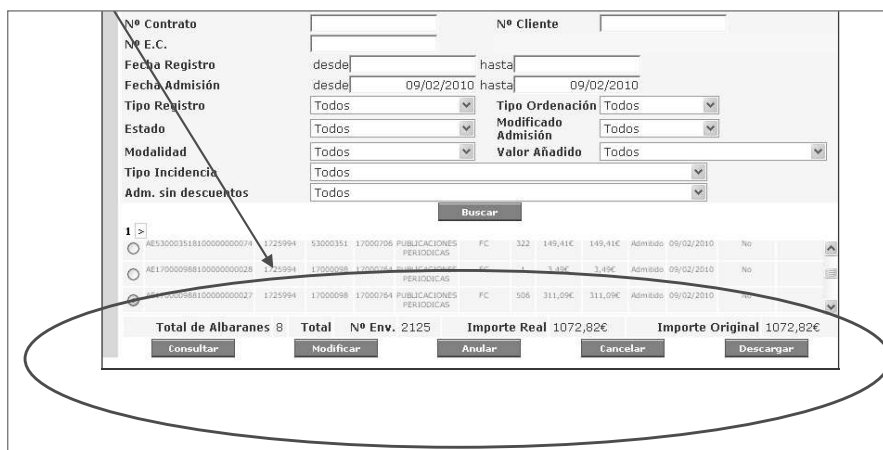 Nº Contrato Nº Cliente
Nº E.C.
Fecha Registro desde hasta
Fecha Admisión desde 09/02/2010 hasta 09/02/2010
Tipo Registro Todos Tipo Ordenación Todos
Estado Todos Modificado Admisión Todos
Modalidad Todos Valor Añadido Todos
Tipo Incidencia Todos
Adm. sin descuentos Todos
Buscar
1 >
1725994 53000351 17000706 PUBLICACIONES PERIODICAS FC 322 149,41€ 149,41€ Admitido 09/02/2010 No
1725994 17000098 17000764 PUBLICACIONES PERIODICAS FC 3,49€ 3,49€ Admitido 09/02/2010 No
1725994 17000098 17000764 PUBLICACIONES PERIODICAS FC 506 311,09€ 311,09€ Admitido 09/02/2010 No
Total de Albaranes 8 Total Nº Env. 2125 Importe Real 1072,82€ Importe Original 1072,82€
Consultar Modificar Anular Cancelar Descargar